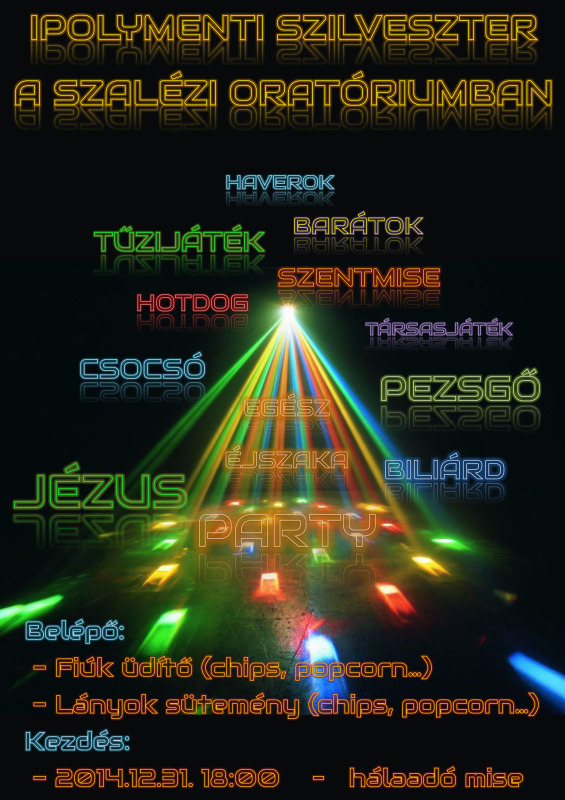 IPOLYMENTI SZILVESZTER
A SZALÉZI ORATÓRIUMBAN
HAVEROK
BARÁTOK
TŰZIJÁTÉK
SZENTMISE
HOTDOG
TÁRSASJÁTÉK
CSOCSÓ
PEZSGŐ
EGÉSZ
ÉJSZAKA
BILIÁRD
JÉZUS
PARTY
Belépő:
- Fiúk üdítő (chips, popcorn...)
- Lányok sütemény (chips, popcorn...)
Kezdés:
- 2014.12.31. 18:00 - hálaadó mise